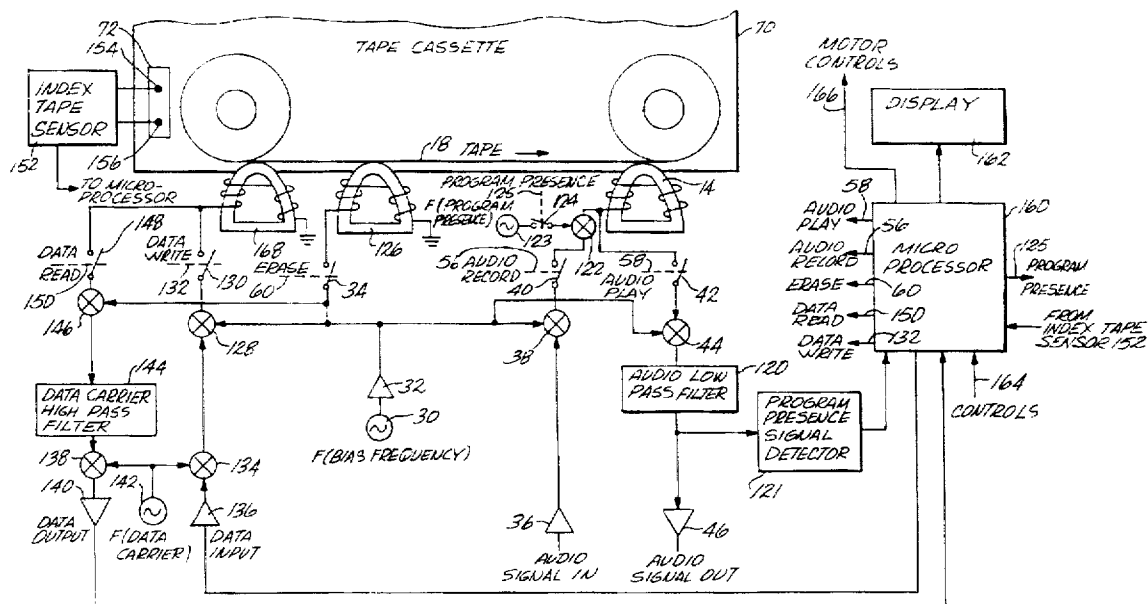 TAPE CASSETTE
70
72
154
INDEX
TAPE
SENSOR
152
156
TO MICRO-
PROCESSOR
18
TAPE
14
PROGRAM PRESENCE
125
124
F(PROGRAM
PRESENCE)
123
122
148
DATA
READ
150
146
DATA
WRITE
132
130
168
126
ERASE
60
34
56
AUDIO
RECORD
40
58
AUDIO
PLAY
42
128
38
44
144
DATA CARRIER
HIGH PASS
FILTER
32
30
F(BIAS FREQUENCY)
120
AUDIO LOW
PASS FILTER
PROGRAM
PRESENCE
SIGNAL
DETECTOR
121
138
134
140
142
136
DATA
OUTPUT
F(DATA
CARRIER)
DATA
INPUT
36
AUDIO
SIGNAL IN
46
AUDIO
SIGNAL OUT
MOTOR
CONTROLS
166
DISPLAY
162
58
AUDIO
PLAY
56
AUDIO
RECORD
60
ERASE
DATA
READ
150
DATA
WRITE
132
160
MICRO
PROCESSOR
125
PROGRAM
PRESENCE
FROM
INDEX TAPE
SENSOR 152
164
CONTROLS